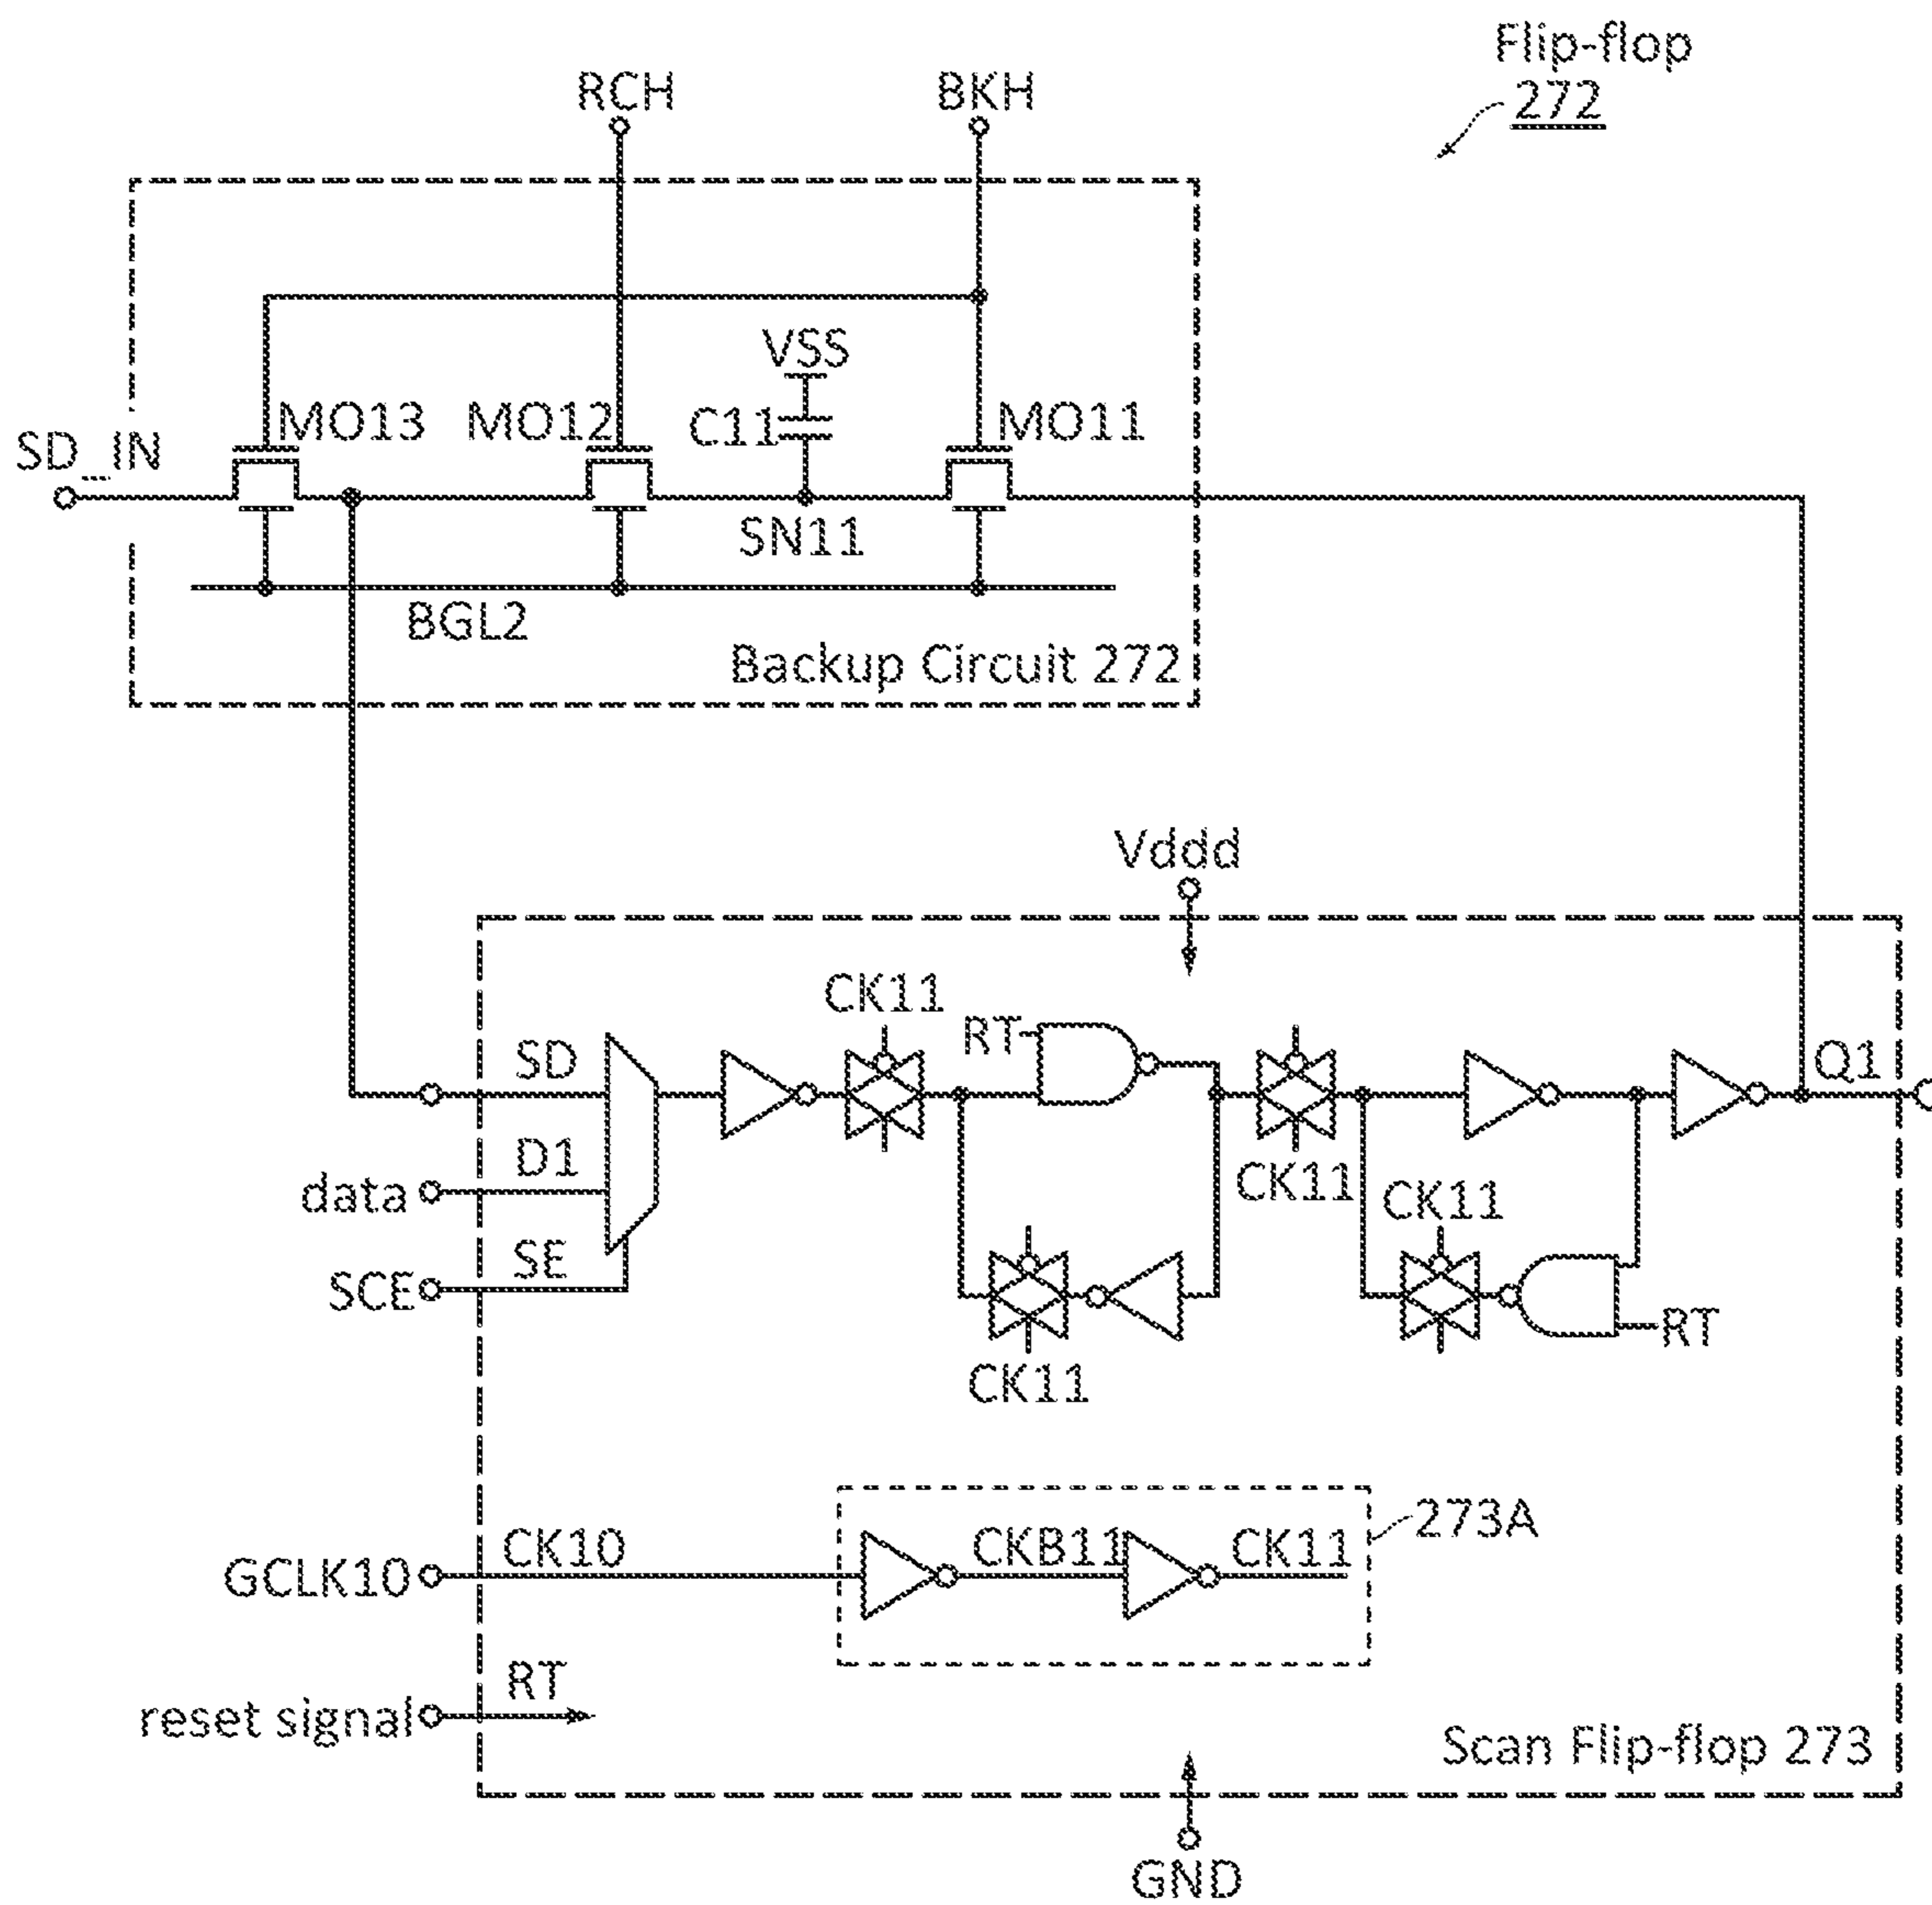 Flip-flop
272
RCH
BKH
VSS
MO13
MO12
C11
MO11
SD_IN
SN11
BGL2
Backup Circuit 272
Vddd
CK11
RT
SD
Q1
D1
data
CK11
CK11
SE
SCE
RT
CK11
273A
CK10
CKB11
CK11
GCLK10
RT
reset signal
Scan Flip-flop 273
GND